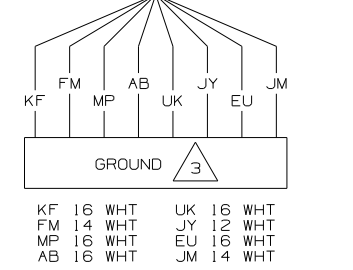 FM AB JY JM
KF MP UK EU
GROUND 3
KF 16 WHT UK 16 WHT
FM 14 WHT JY 12 WHT
MP 16 WHT EU 16 WHT
AB 16 WHT JM 14 WHT